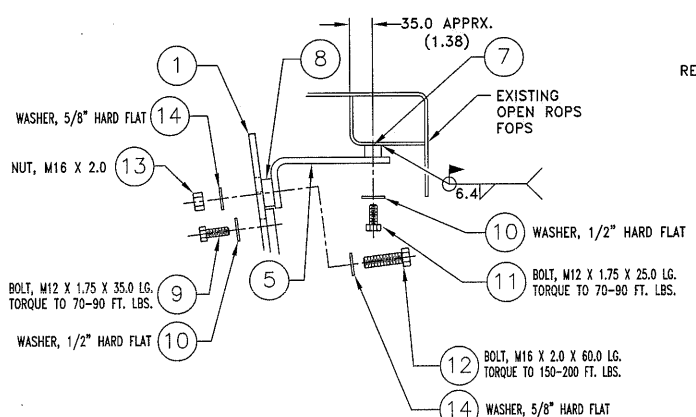 35.0 APPRX.
(1.38)
7
8
1
RE
EXISTING
OPEN ROPS
FOPS
WASHER, 5/8" HARD FLAT 14
NUT, M16 X 2.0 13
6.4
10 WASHER, 1/2" HARD FLAT
BOLT, M12 X 1.75 X 35.0 LG.
TORQUE TO 70-90 FT. LBS.
9
5
11
BOLT, M12 X 1.75 X 25.0 LG.
TORQUE TO 70-90 FT. LBS.
WASHER, 1/2" HARD FLAT 10
12
BOLT, M16 X 2.0 X 60.0 LG.
TORQUE TO 150-200 FT. LBS.
14 WASHER, 5/8" HARD FLAT